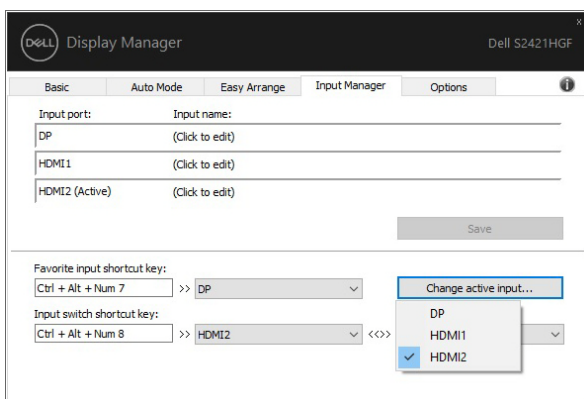 DELL Display Manager
Dell S2421HGF
x
Basic Auto Mode Easy Arrange Input Manager Options i
Input port: Input name:
DP (Click to edit)
HDMI1 (Click to edit)
HDMI2 (Active) (Click to edit)
Save
Favorite input shortcut key:
Ctrl + Alt + Num 7 >> DP Change active input...
Input switch shortcut key:
Ctrl + Alt + Num 8 >> HDMI2 <<>>
DP
HDMI1
HDMI2